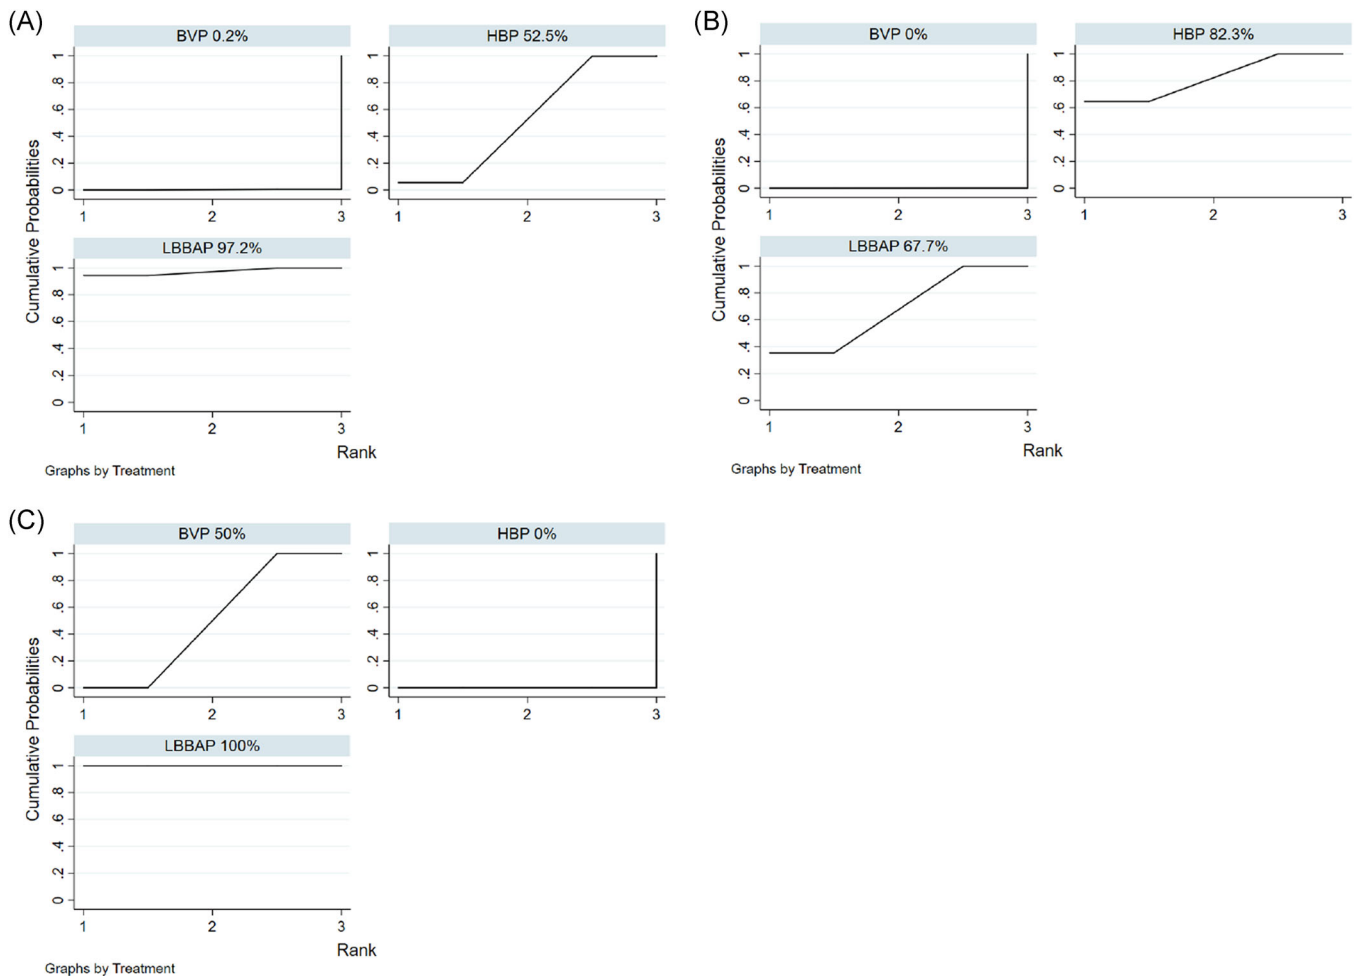 (A)
BVP 0.2%
HBP 52.5%
Cumulative Probabilities
0 .2 .4 .6 .8 1
1 2 3
0 .2 .4 .6 .8 1
1 2 3
LBBAP 97.2%
0 .2 .4 .6 .8 1
1 2 3
Rank
Graphs by Treatment
(B)
BVP 0%
HBP 82.3%
Cumulative Probabilities
0 .2 .4 .6 .8 1
1 2 3
0 .2 .4 .6 .8 1
1 2 3
LBBAP 67.7%
0 .2 .4 .6 .8 1
1 2 3
Rank
Graphs by Treatment
(C)
BVP 50%
HBP 0%
Cumulative Probabilities
0 .2 .4 .6 .8 1
1 2 3
0 .2 .4 .6 .8 1
1 2 3
LBBAP 100%
0 .2 .4 .6 .8 1
1 2 3
Rank
Graphs by Treatment